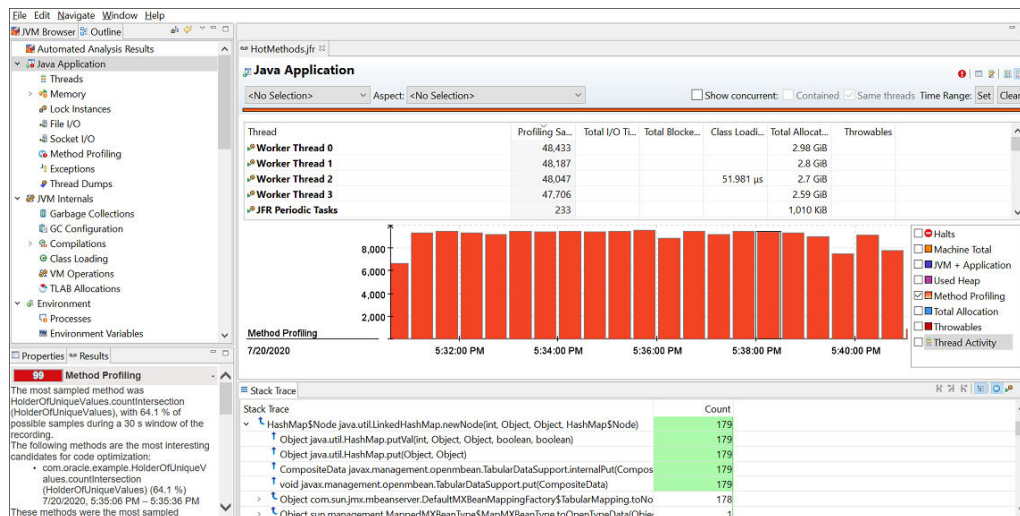 File Edit Navigate Window Help
JVM Browser Outline
Automated Analysis Results
Java Application
Threads
Memory
Lock Instances
File I/O
Socket I/O
Method Profiling
Exceptions
Thread Dumps
JVM Internals
Garbage Collections
GC Configuration
Compilations
Class Loading
VM Operations
TLAB Allocations
Environment
Processes
Environment Variables
Properties Results
99 Method Profiling
The most sampled method was
HolderOfUniqueValues.countIntersection
(HolderOfUniqueValues), with 64.1 % of
possible samples during a 30 s window of the
recording.
The following methods are the most interesting
candidates for code optimization:
• com.oracle.example.HolderOfUniqueV
alues.countIntersection
(HolderOfUniqueValues) (64.1 %)
7/20/2020, 5:35:06 PM – 5:35:36 PM
These methods were the most sampled
HotMethods.jfr
Java Application
<No Selection> Aspect: <No Selection> Show concurrent: Contained Same threads Time Range: Set Clear
Thread Profiling Sa... Total I/O Ti... Total Blocke... Class Loadi... Total Allocat... Throwables
Worker Thread 0 48,433 2.98 GiB
Worker Thread 1 48,187 2.8 GiB
Worker Thread 2 48,047 51.981 µs 2.7 GiB
Worker Thread 3 47,706 2.59 GiB
JFR Periodic Tasks 233 1,010 KiB
8,000
6,000
4,000
2,000
Method Profiling
7/20/2020 5:32:00 PM 5:34:00 PM 5:36:00 PM 5:38:00 PM 5:40:00 PM
Halts
Machine Total
JVM + Application
Used Heap
Method Profiling
Total Allocation
Throwables
Thread Activity
Stack Trace
Stack Trace Count
HashMap$Node java.util.LinkedHashMap.newNode(int, Object, Object, HashMap$Node) 179
Object java.util.HashMap.putVal(int, Object, Object, boolean, boolean) 179
Object java.util.HashMap.put(Object, Object) 179
CompositeData javax.management.openmbean.TabularDataSupport.internalPut(Compos 179
void javax.management.openmbean.TabularDataSupport.put(CompositeData) 179
Object com.sun.jmx.mbeanserver.DefaultMXBeanMappingFactory$TabularMapping.toNo 178
Object sun.management.MappedMXBeanType$MapMXBeanType.toOpenTypeData(Obje 1